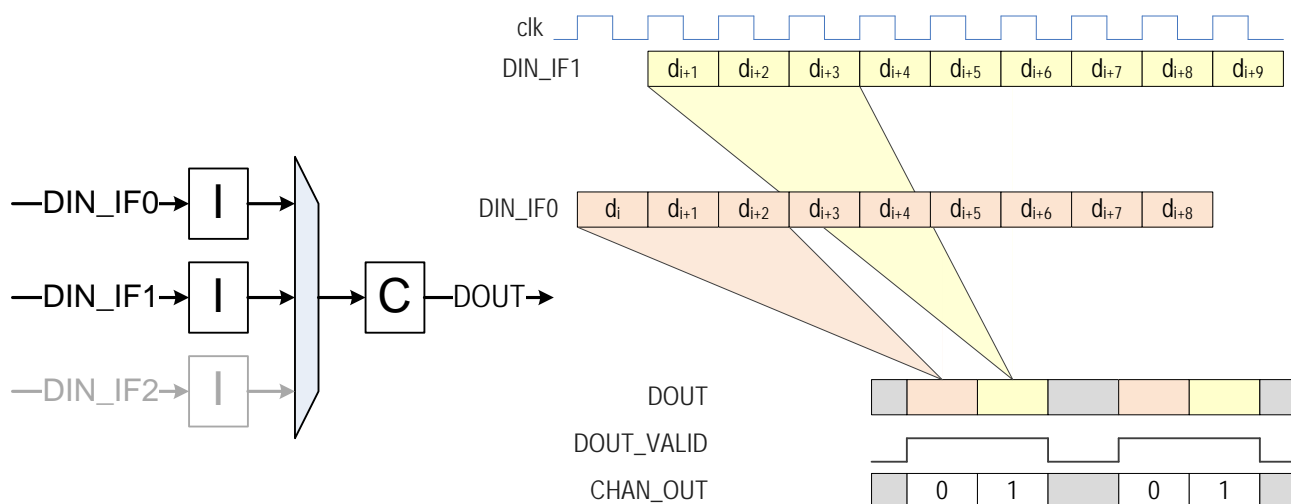 clk
DIN_IF1 di+1 di+2 di+3 di+4 di+5 di+6 di+7 di+8 di+9
DIN_IF0 I
DIN_IF1 I
DIN_IF2 I
C DOUT
DIN_IF0 di di+1 di+2 di+3 di+4 di+5 di+6 di+7 di+8
DOUT
DOUT_VALID
CHAN_OUT 0 1 0 1